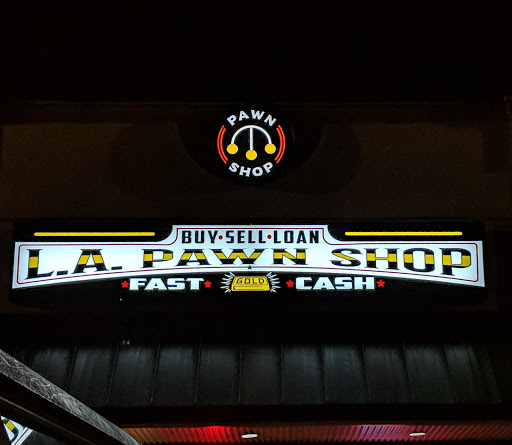 PAWN
SHOP
BUY·SELL·LOAN
L.A. PAWN SHOP
FAST GOLD CASH